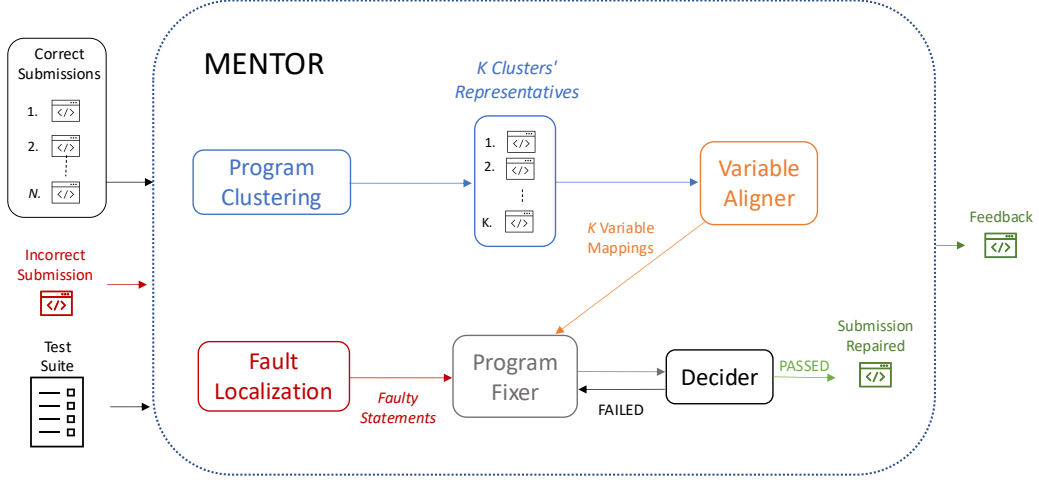 Correct
Submissions
1.
</>
2.
</>
N.
</>
Incorrect
Submission
</>
Test
Suite
MENTOR
Program
Clustering
K Clusters'
Representatives
1.
</>
2.
</>
K.
</>
Variable
Aligner
K Variable
Mappings
Fault
Localization
Faulty
Statements
Program
Fixer
FAILED
Decider
PASSED
Submission
Repaired
</>
Feedback
</>